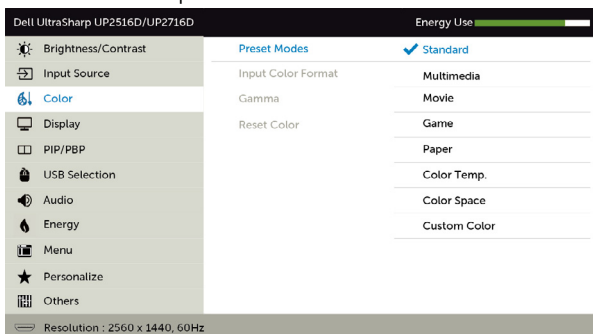 Dell UltraSharp UP2516D/UP2716D
Energy Use
Brightness/Contrast
Input Source
Color
Display
PIP/PBP
USB Selection
Audio
Energy
Menu
Personalize
Others
Preset Modes
Input Color Format
Gamma
Reset Color
Standard
Multimedia
Movie
Game
Paper
Color Temp.
Color Space
Custom Color
Resolution : 2560 x 1440, 60Hz